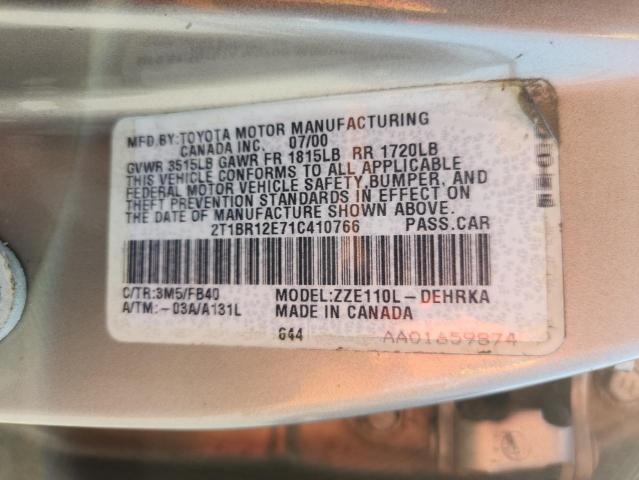 MFD.BY:TOYOTA MOTOR MANUFACTURING
CANADA INC. 07/00
GVWR 3515LB GAWR FR 1815LB RR 1720LB
THIS VEHICLE CONFORMS TO ALL APPLICABLE
FEDERAL MOTOR VEHICLE SAFETY,BUMPER, AND
THEFT PREVENTION STANDARDS IN EFFECT ON
THE DATE OF MANUFACTURE SHOWN ABOVE.
2T1BR12E71C410766 PASS.CAR
C/TR:3M5/FB40 MODEL:ZZE110L-DEHRKA
A/TM:-03A/A131L MADE IN CANADA
644 AA01659874